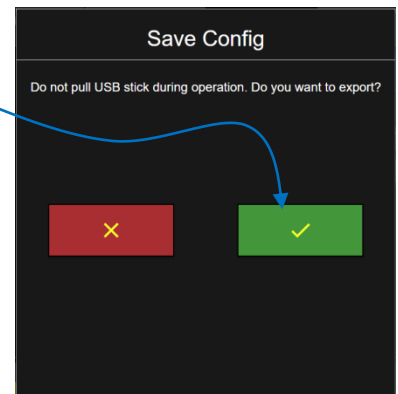 Save Config
Do not pull USB stick during operation. Do you want to export?